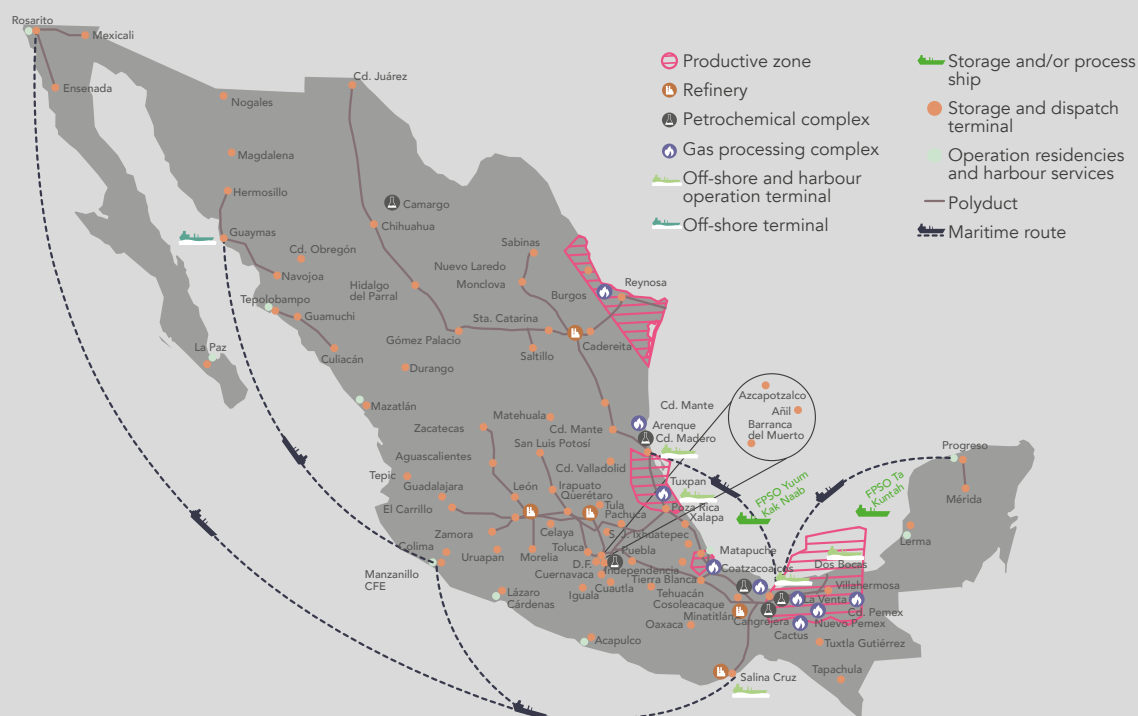 Rosarito
Mexicali
Ensenada
Nogales
Cd. Juárez
Magdalena
Hermosillo
Guaymas
Cd. Obregón
Navojoa
Tepolobampo
Guamuchi
Culiacán
La Paz
Mazatlán
Camargo
Chihuahua
Hidalgo
del Parral
Sabinas
Nuevo Laredo
Monclova
Burgos
Reynosa
Sta. Catarina
Gómez Palacio
Saltillo
Cadereita
Durango
Productive zone
Refinery
Petrochemical complex
Gas processing complex
Off-shore and harbour
operation terminal
Off-shore terminal
Storage and/or process
ship
Storage and dispatch
terminal
Operation residencies
and harbour services
Polyduct
Maritime route
Azcapotzalco
Añil
Barranca
del Muerto
Cd. Mante
Arenque
Cd. Madero
Matehuala
Cd. Mante
Zacatecas
San Luis Potosí
Aguascalientes
Cd. Valladolid
Tepic
Guadalajara
León
Irapuato
Querétaro
Tula
Pachuca
Tuxpan
Poza Rica
Xalapa
El Carrillo
Celaya
S. J. Ixhuatepec
Zamora
Colima
Uruapan
Morelia
Toluca
D.F.
Puebla
Independencia
Matapuche
Coatzacoalcos
Manzanillo
CFE
Cuernavaca
Cuautla
Iguala
Tierra Blanca
Tehuacán
Cosoleacaque
Minatitlán
Lázaro
Cárdenas
Oaxaca
Acapulco
Cangrejera
Cactus
La Venta
Nuevo Pemex
Cd. Pemex
Villahermosa
Dos Bocas
Tuxtla Gutiérrez
Tapachula
Salina Cruz
FPSO Yuum
Kak Naab
FPSO Ta
Kuntah
Progreso
Mérida
Lerma